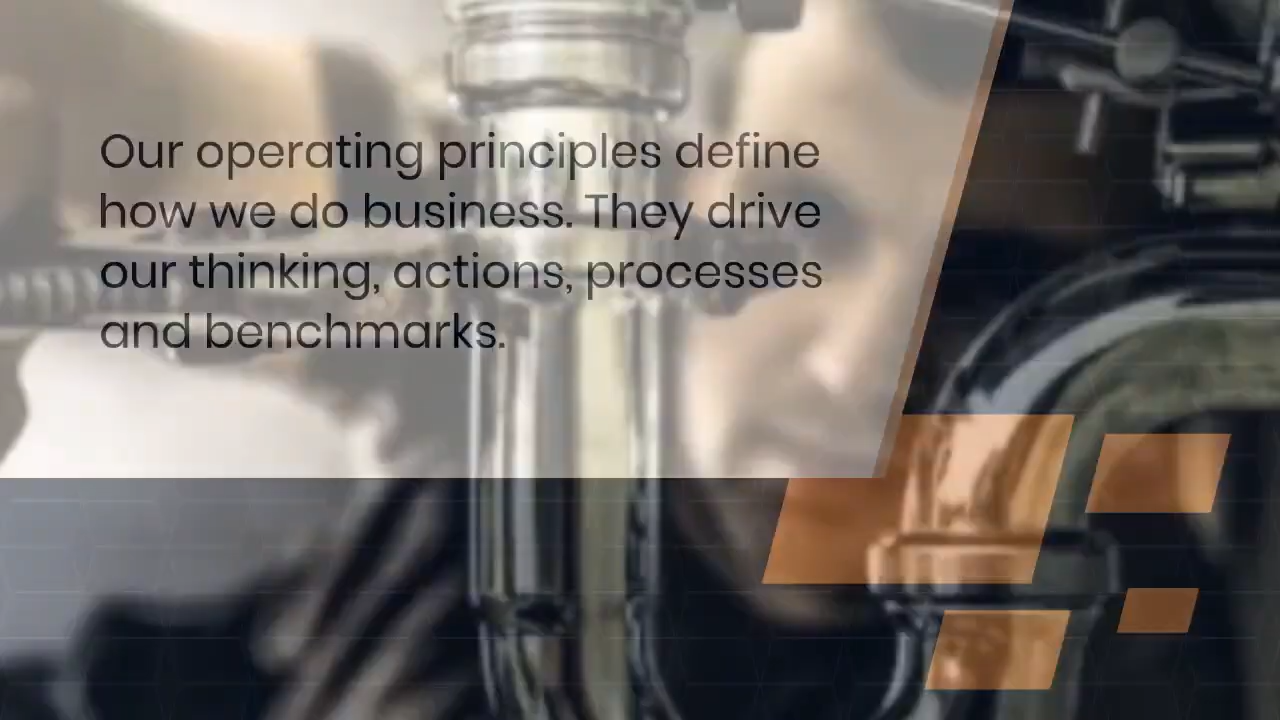 Our operating principles define
how we do business. They drive
our thinking, actions, processes
and benchmarks.